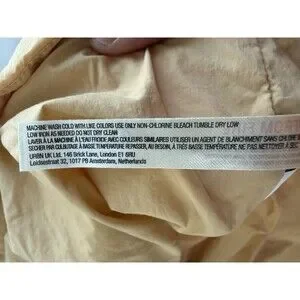 MACHINE WASH COLD WITH LIKE COLORS USE ONLY NON-CHLORINE BLEACH TUMBLE DRY LOW
LOW IRON AS NEEDED DO NOT DRY CLEAN
LAVER À LA MACHINE À L'EAU FROIDE AVEC COULEURS SIMILAIRES UTILISER UN AGENT DE BLANCHIMENT SANS CHLORE
SÉCHER PAR CULBUTAGE À BASSE TEMPÉRATURE REPASSER, AU BESOIN, À TRÈS BASSE TEMPÉRATURE NE PAS NETTOYER À SEC
URBN UK Ltd. 146 Brick Lane, London E1 6RU
Leidsestraat 32, 1017 PB Amsterdam, Netherlands